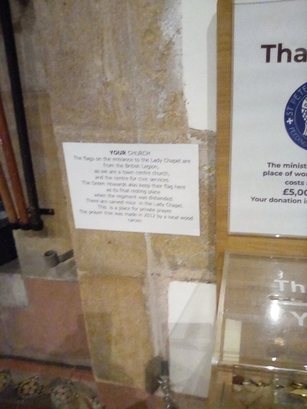 YOUR CHURCH
The flags on the entrance to the Lady Chapel are
from the British Legion,
as we are a town centre church,
and the centre for civic services.
The Green Howards also keep their flag here
as its final resting place
when the regiment was disbanded.
There are carved mice in the Lady Chapel.
This is a place for private prayer.
The prayer tree was made in 2012 by a local wood
carver.
Tha
ST PETE
The minist
place of wo
costs
£5,00
Your donation i
Th
Y